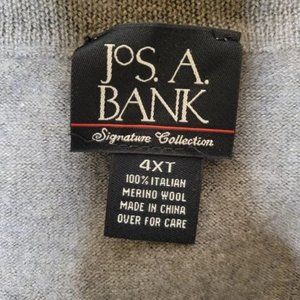 JoS. A.
BANK
Signature Collection
4XT
100% ITALIAN
MERINO WOOL
MADE IN CHINA
OVER FOR CARE